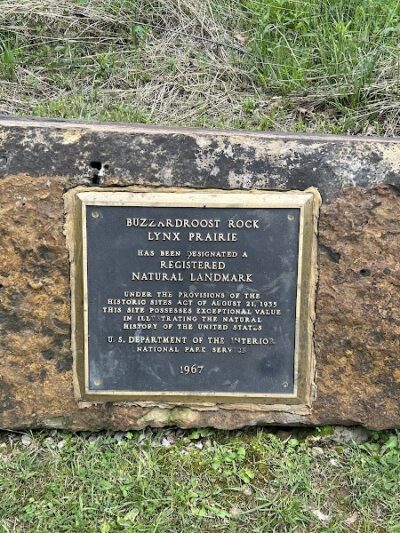 BUZZARDROOST ROCK
LYNX PRAIRIE
HAS BEEN DESIGNATED A
REGISTERED
NATURAL LANDMARK
UNDER THE PROVISIONS OF THE
HISTORIC SITES ACT OF AUGUST 21, 1935
THIS SITE POSSESSES EXCEPTIONAL VALUE
IN ILLUSTRATING THE NATURAL
HISTORY OF THE UNITED STATES
U.S. DEPARTMENT OF THE INTERIOR
NATIONAL PARK SERVICE
1967